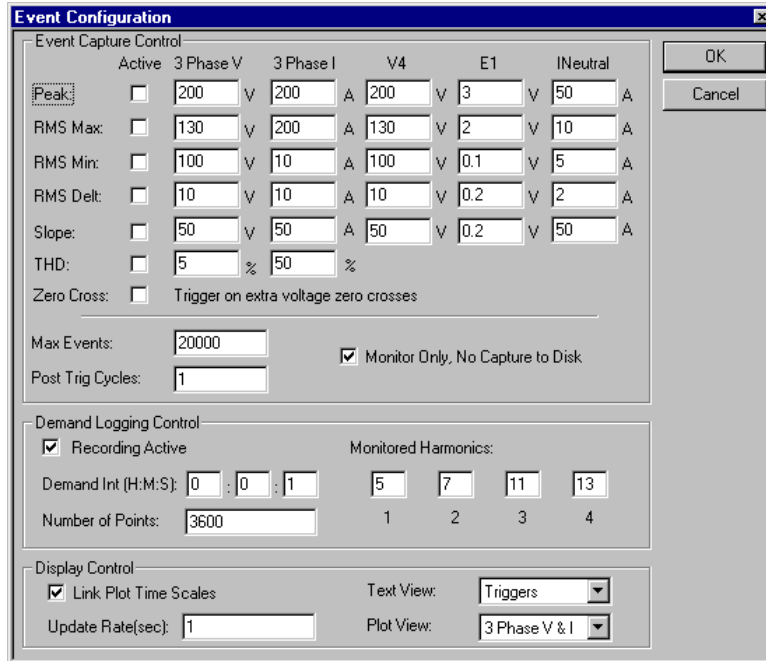 Event Configuration
Event Capture Control
Active 3 Phase V 3 Phase I V4 E1 INeutral
Peak: 200 V 200 A 200 V 3 V 50 A
RMS Max: 130 V 200 A 130 V 2 V 10 A
RMS Min: 100 V 10 A 100 V 0.1 V 5 A
RMS Delt: 10 V 10 A 10 V 0.2 V 2 A
Slope: 50 V 50 A 50 V 0.2 V 50 A
THD: 5 % 50 %
Zero Cross: Trigger on extra voltage zero crosses
Max Events: 20000
Monitor Only, No Capture to Disk
Post Trig Cycles: 1
Demand Logging Control
Recording Active Monitored Harmonics:
Demand Int (H:M:S): 0 : 0 : 1 5 7 11 13
Number of Points: 3600 1 2 3 4
Display Control
Link Plot Time Scales Text View: Triggers
Update Rate(sec): 1 Plot View: 3 Phase V & I
OK
Cancel